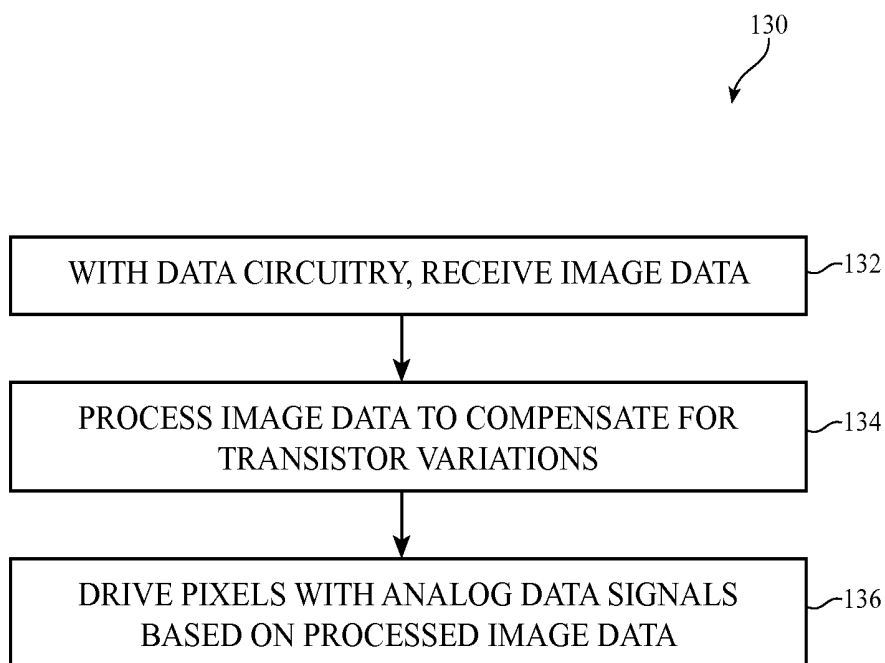 130
WITH DATA CIRCUITRY, RECEIVE IMAGE DATA
132
PROCESS IMAGE DATA TO COMPENSATE FOR
TRANSISTOR VARIATIONS
134
DRIVE PIXELS WITH ANALOG DATA SIGNALS
BASED ON PROCESSED IMAGE DATA
136